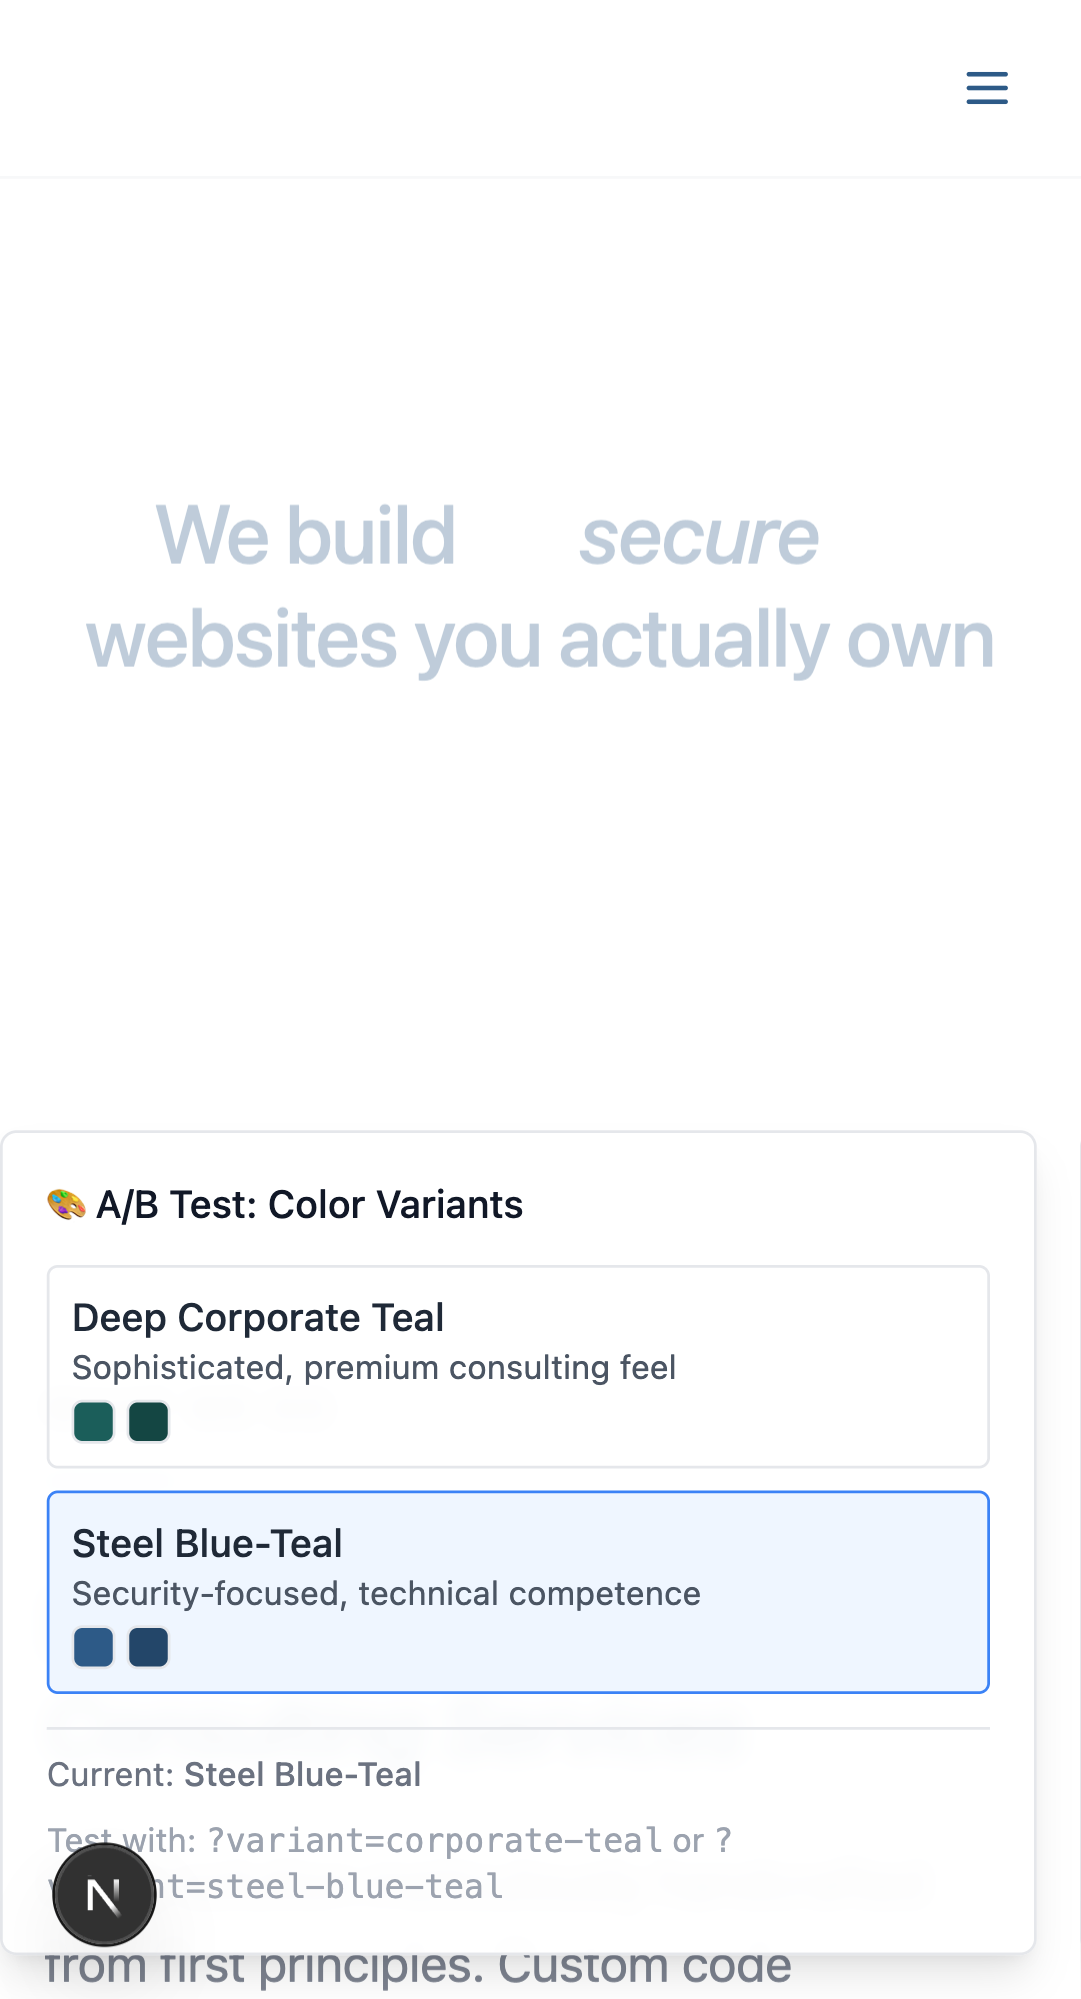 We build secure
websites you actually own
🎨 A/B Test: Color Variants
Deep Corporate Teal
Sophisticated, premium consulting feel
Steel Blue-Teal
Security-focused, technical competence
Current: Steel Blue-Teal
Test with: ?variant=corporate-teal or ?
nt=steel-blue-teal
N
from first principles. Custom code